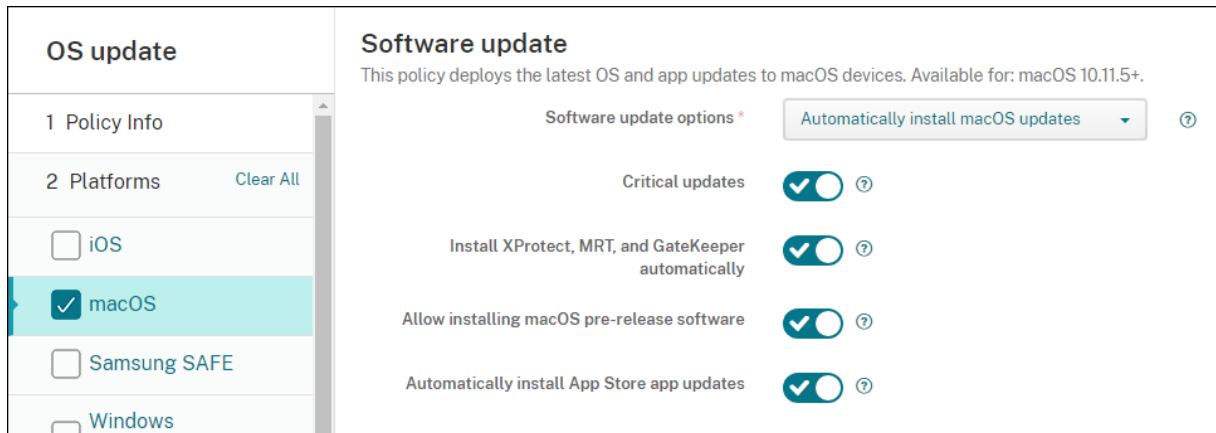 OS update
1 Policy Info
2 Platforms Clear All
iOS
macOS
Samsung SAFE
Windows
Software update
This policy deploys the latest OS and app updates to macOS devices. Available for: macOS 10.11.5+.
Software update options * Automatically install macOS updates
Critical updates
Install XProtect, MRT, and GateKeeper
automatically
Allow installing macOS pre-release software
Automatically install App Store app updates